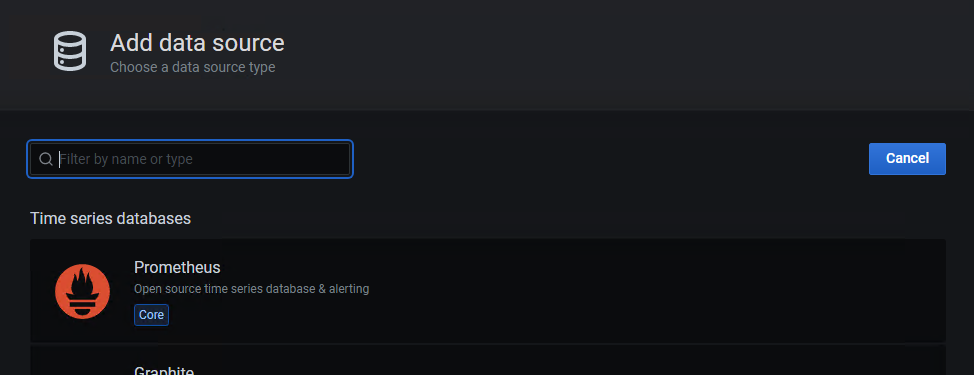 Add data source
Choose a data source type
Filter by name or type
Cancel
Time series databases
Prometheus
Open source time series database & alerting
Core
Graphite